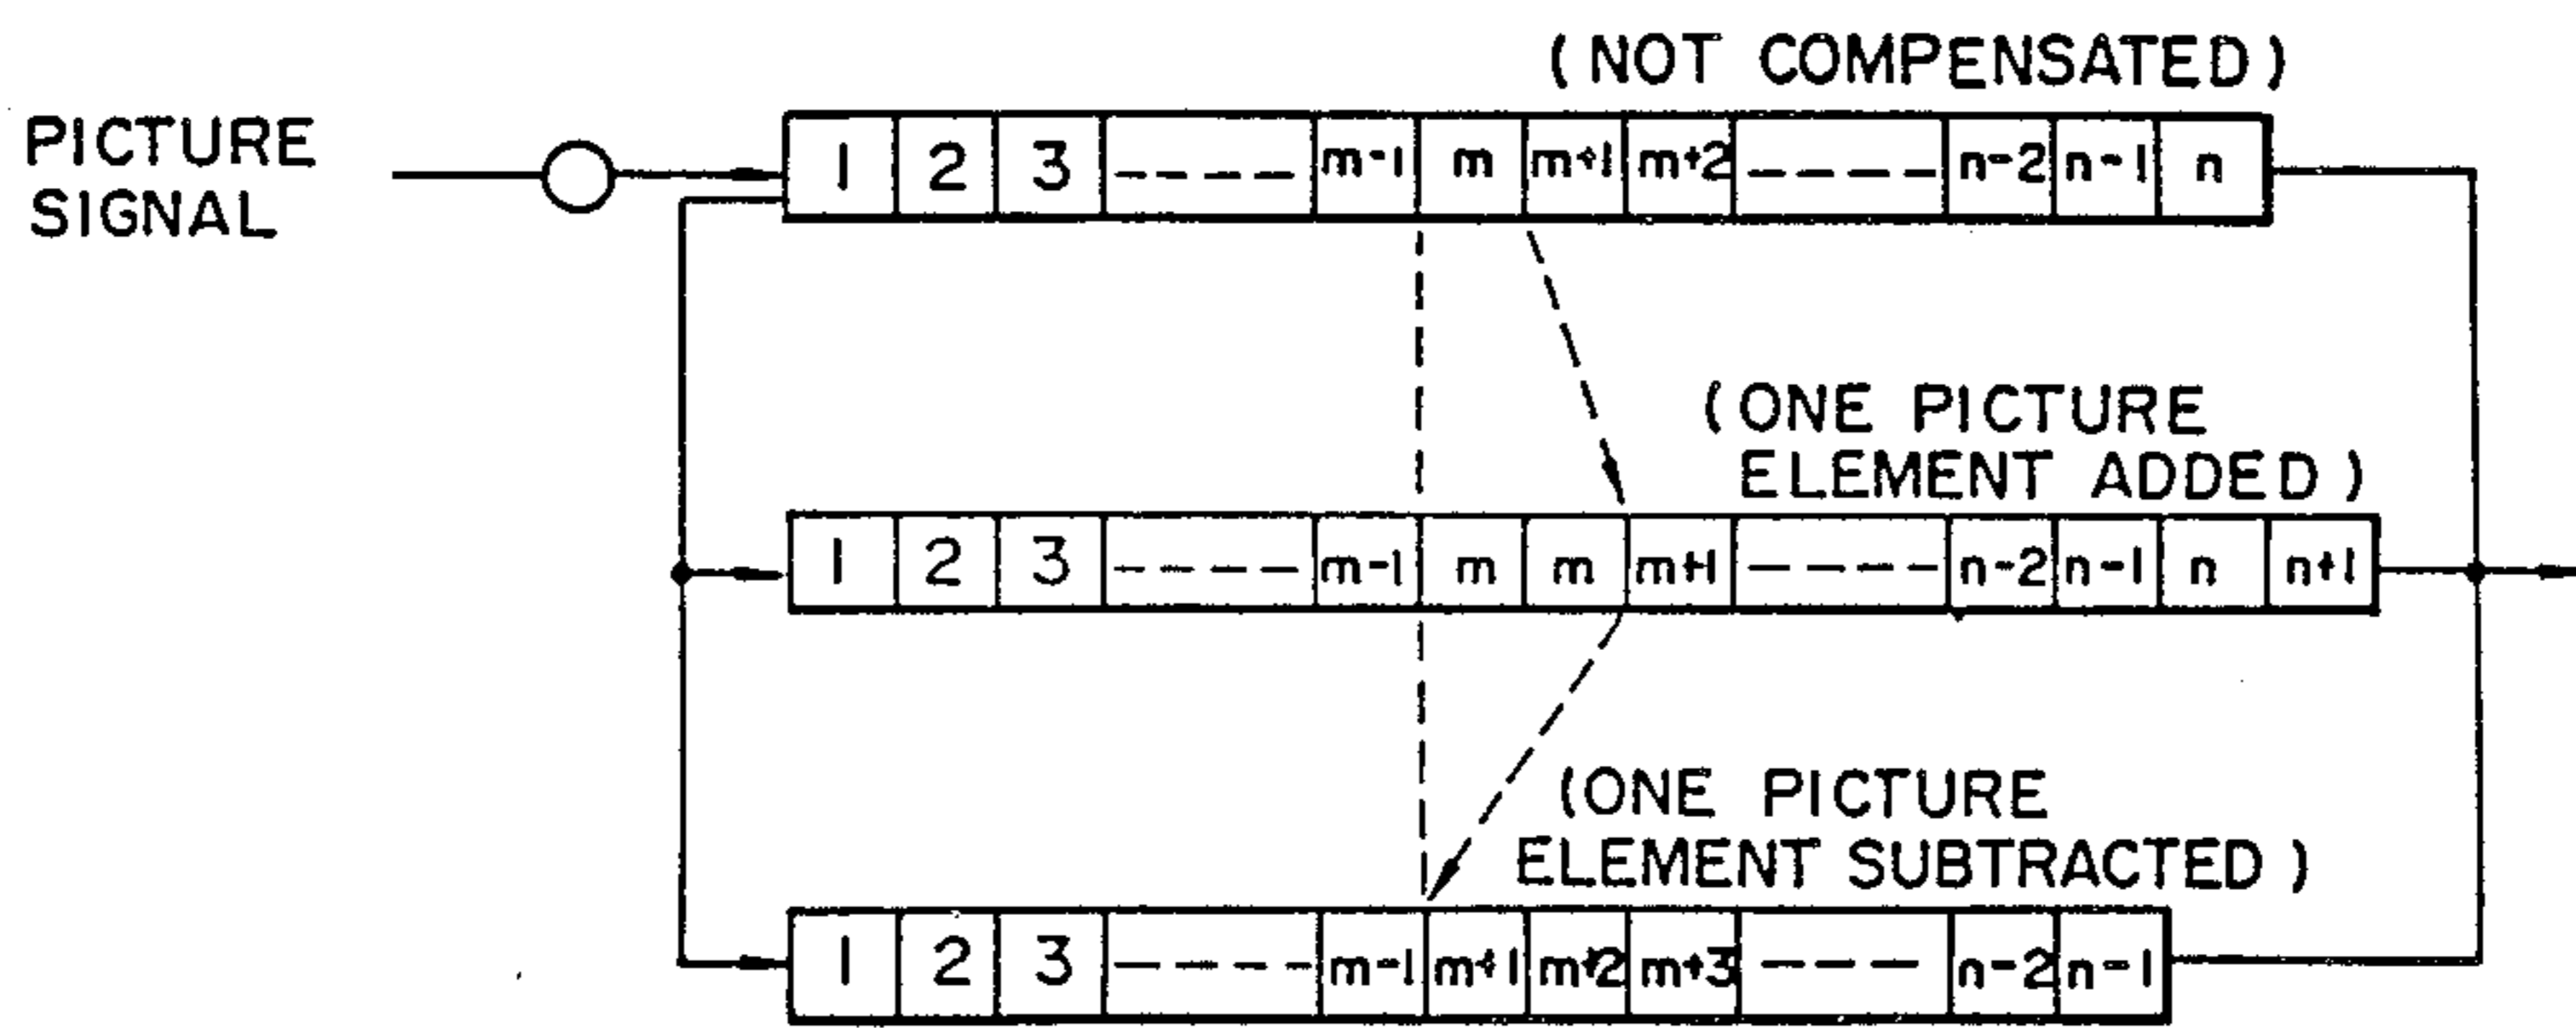 (NOT COMPENSATED)
PICTURE
SIGNAL
1 2 3 ---- m-1 m m+1 m+2 ---- n-2 n-1 n
(ONE PICTURE
ELEMENT ADDED)
1 2 3 ---- m-1 m m m+1 ---- n-2 n-1 n n+1
(ONE PICTURE
ELEMENT SUBTRACTED)
1 2 3 ---- m-1 m+1 m+2 m+3 --- n-2 n-1